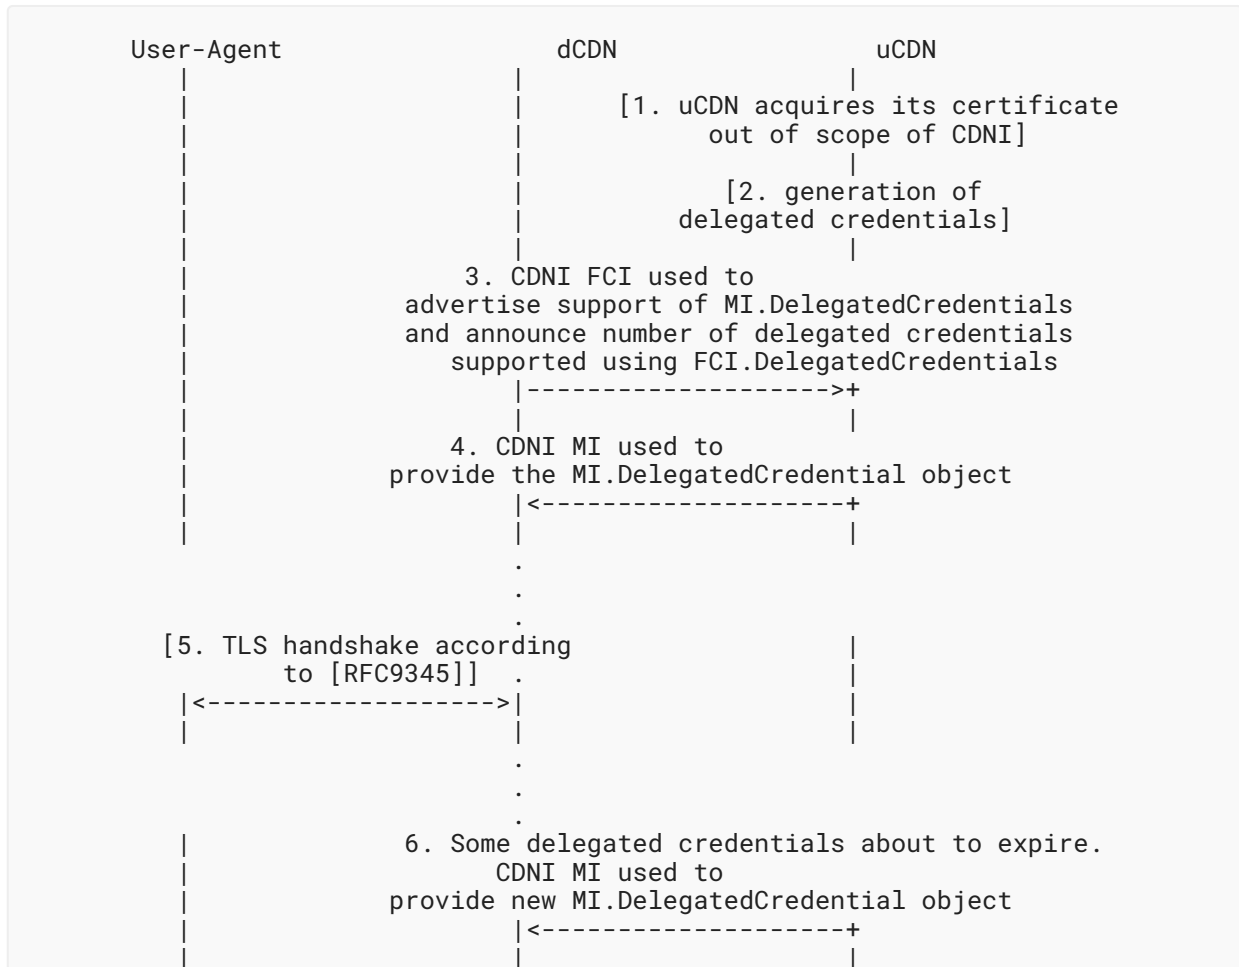 User-Agent dCDN uCDN
[1. uCDN acquires its certificate
out of scope of CDNI]
[2. generation of
delegated credentials]
3. CDNI FCI used to
advertise support of MI.DelegatedCredentials
and announce number of delegated credentials
supported using FCI.DelegatedCredentials
|-------------------->+
4. CDNI MI used to
provide the MI.DelegatedCredential object
|<--------------------+
.
.
.
[5. TLS handshake according
to [RFC9345]] .
|<------------------->|
.
.
.
6. Some delegated credentials about to expire.
CDNI MI used to
provide new MI.DelegatedCredential object
|<--------------------+